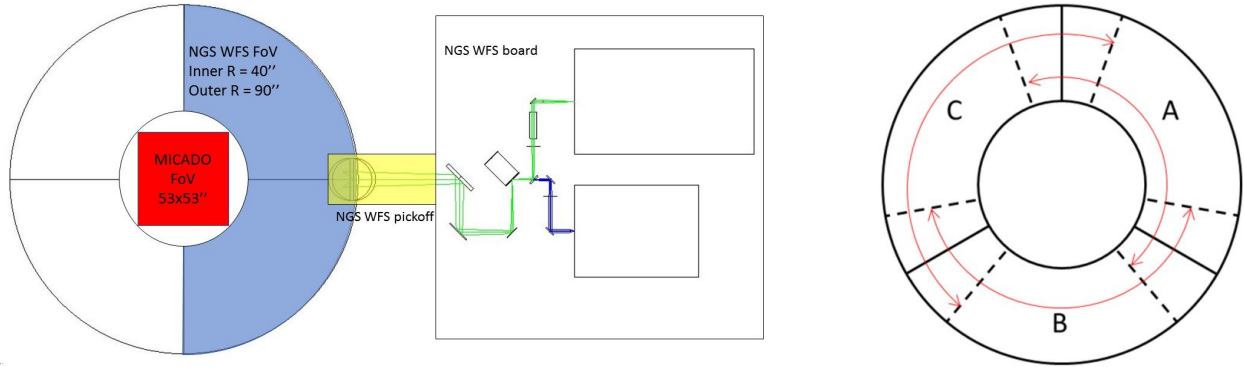 NGS WFS FoV
Inner R = 40’’
Outer R = 90’’
MICADO
FoV
53x53’’
NGS WFS pickoff
NGS WFS board
C
A
B